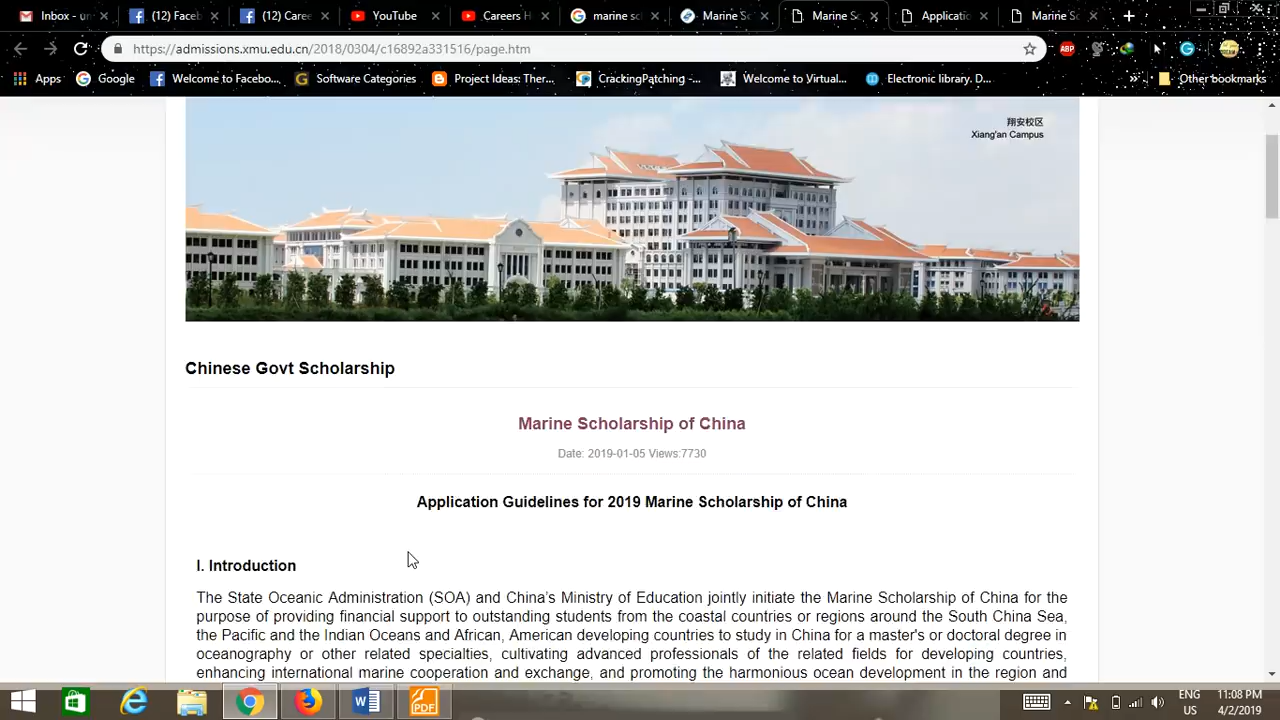 Inbox - un
(12) Faceb
(12) Caree
YouTube
Careers H
marine sch
Marine Sc
Marine Sc
Applicatio
Marine Sc
https://admissions.xmu.edu.cn/2018/0304/c16892a331516/page.htm
ABP
Apps
Google
Welcome to Facebo...
Software Categories
Project Ideas: Ther...
CrackingPatching -...
Welcome to Virtual...
Electronic library. D...
»
Other bookmarks
翔安校区
Xiang'an Campus
Chinese Govt Scholarship
Marine Scholarship of China
Date: 2019-01-05 Views:7730
Application Guidelines for 2019 Marine Scholarship of China
I. Introduction
The State Oceanic Administration (SOA) and China's Ministry of Education jointly initiate the Marine Scholarship of China for the
purpose of providing financial support to outstanding students from the coastal countries or regions around the South China Sea,
the Pacific and the Indian Oceans and African, American developing countries to study in China for a master's or doctoral degree in
oceanography or other related specialties, cultivating advanced professionals of the related fields for developing countries,
enhancing international marine cooperation and exchange, and promoting the harmonious ocean development in the region and
PDF
ENG
US
11:08 PM
4/2/2019